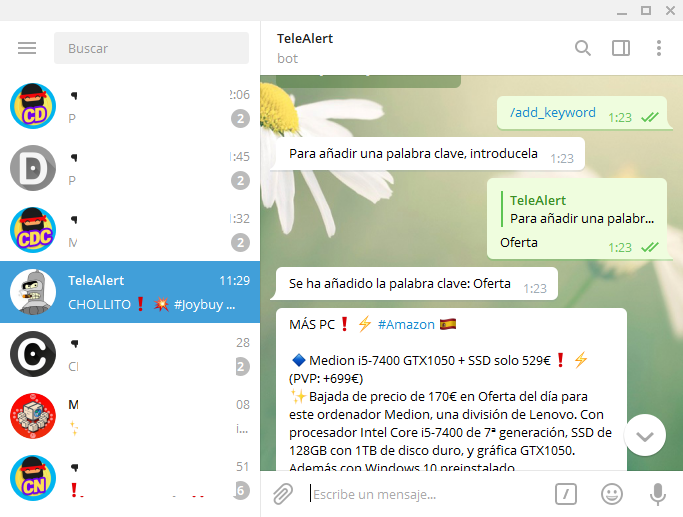 TeleAlert
bot
Buscar
CD
2:06
P
2
D
1:45
P
2
CDC
1:32
M
2
TeleAlert 11:29
CHOLLITO❗ 💥 #Joybuy ...
28
2
M
08
✨ i...
CN
51
❗
6
/add_keyword 1:23
Para añadir una palabra clave, introducela 1:23
TeleAlert
Para añadir una palabr...
Oferta 1:23
Se ha añadido la palabra clave: Oferta 1:23
MÁS PC❗ ⚡ #Amazon 🇪🇸
🔷Medion i5-7400 GTX1050 + SSD solo 529€❗ ⚡
(PVP: +699€)
✨Bajada de precio de 170€ en Oferta del día para
este ordenador Medion, una división de Lenovo. Con
procesador Intel Core i5-7400 de 7ª generación, SSD de
128GB con 1TB de disco duro, y gráfica GTX1050.
Además con Windows 10 preinstalado
Escribe un mensaje...